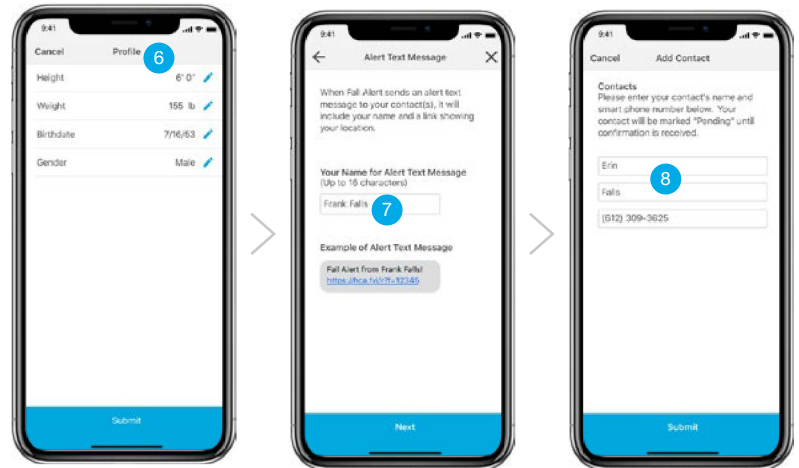 9:41
Cancel Profile
6
Height 6' 0"
Weight 155 lb
Birthdate 7/16/53
Gender Male
Submit
9:41
Alert Text Message
When Fall Alert sends an alert text
message to your contact(s), it will
include your name and a link showing
your location.
Your Name for Alert Text Message
(Up to 16 characters)
Frank Falls
7
Example of Alert Text Message
Fall Alert from Frank Falls!
Next
9:41
Cancel Add Contact
Contacts
Please enter your contact's name and
smart phone number below. Your
contact will be marked "Pending" until
confirmation is received.
Erin
8
Falls
(612) 309-3625
Submit